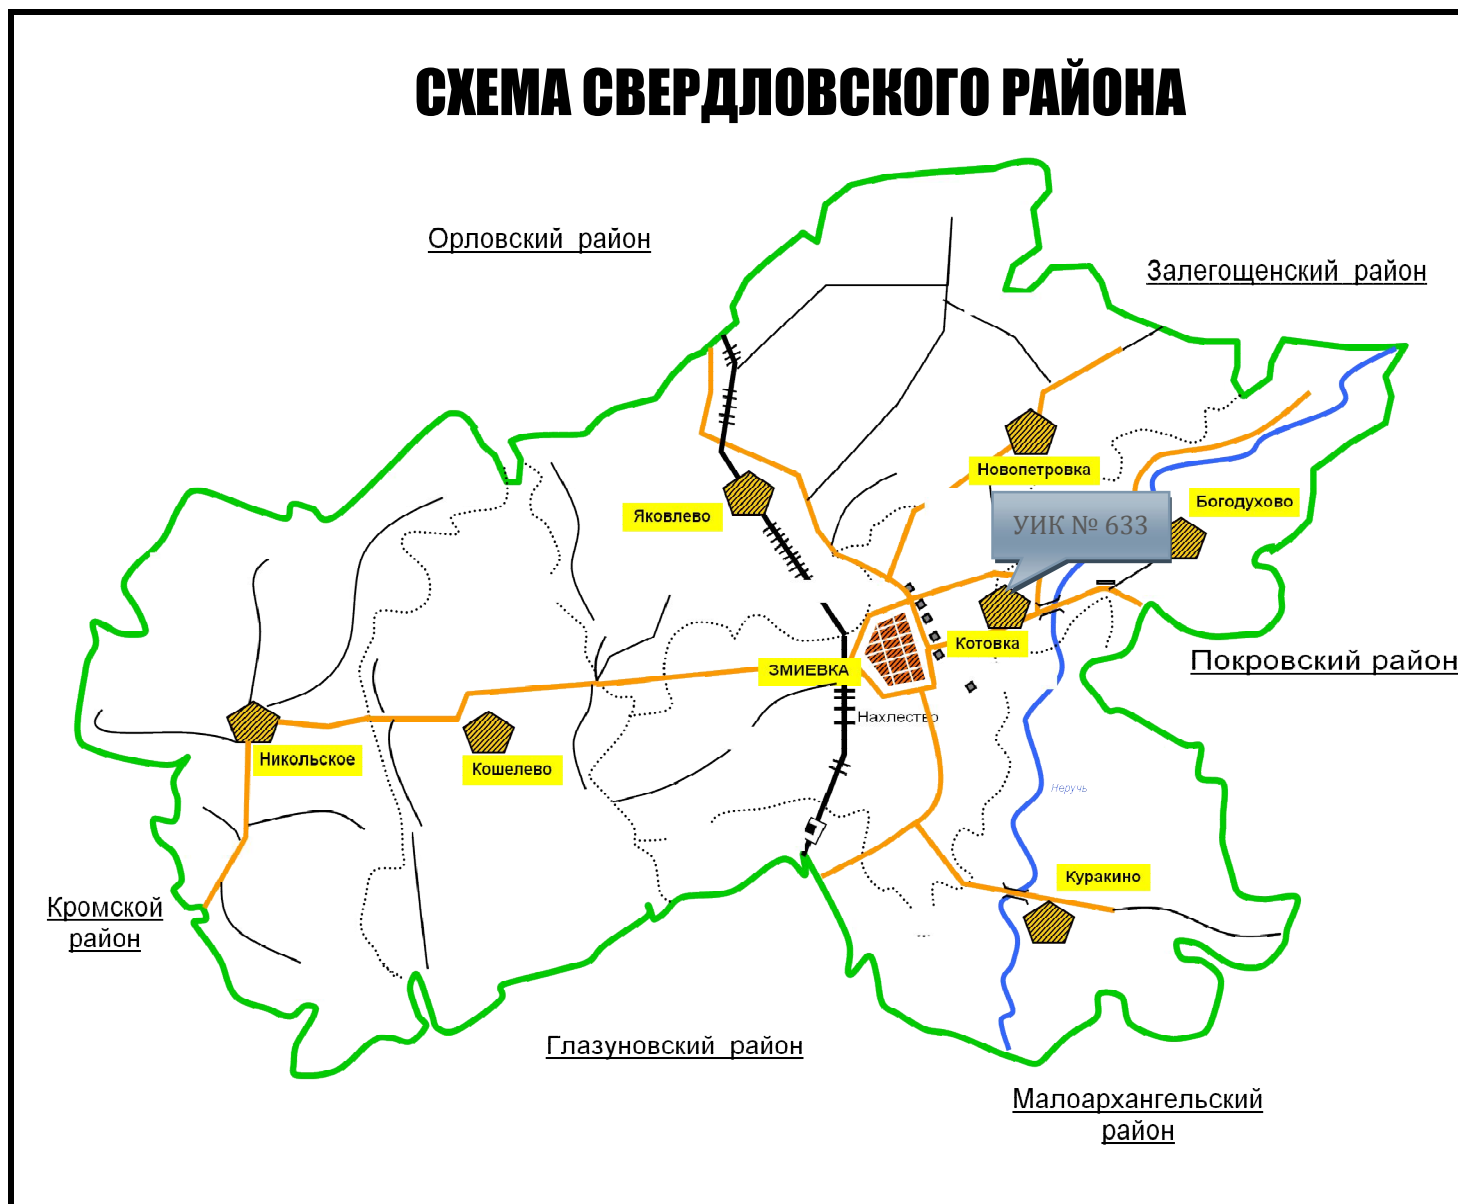 СХЕМА СВЕРДЛОВСКОГО РАЙОНА
Орловский район
Залегощенский район
Новопетровка
Яковлево
Богодухово
УИК № 633
Котовка
Покровский район
ЗМИЕВКА
Нахлество
Никольское
Кошелево
Неручь
Куракино
Кромской
район
Глазуновский район
Малоархангельский
район